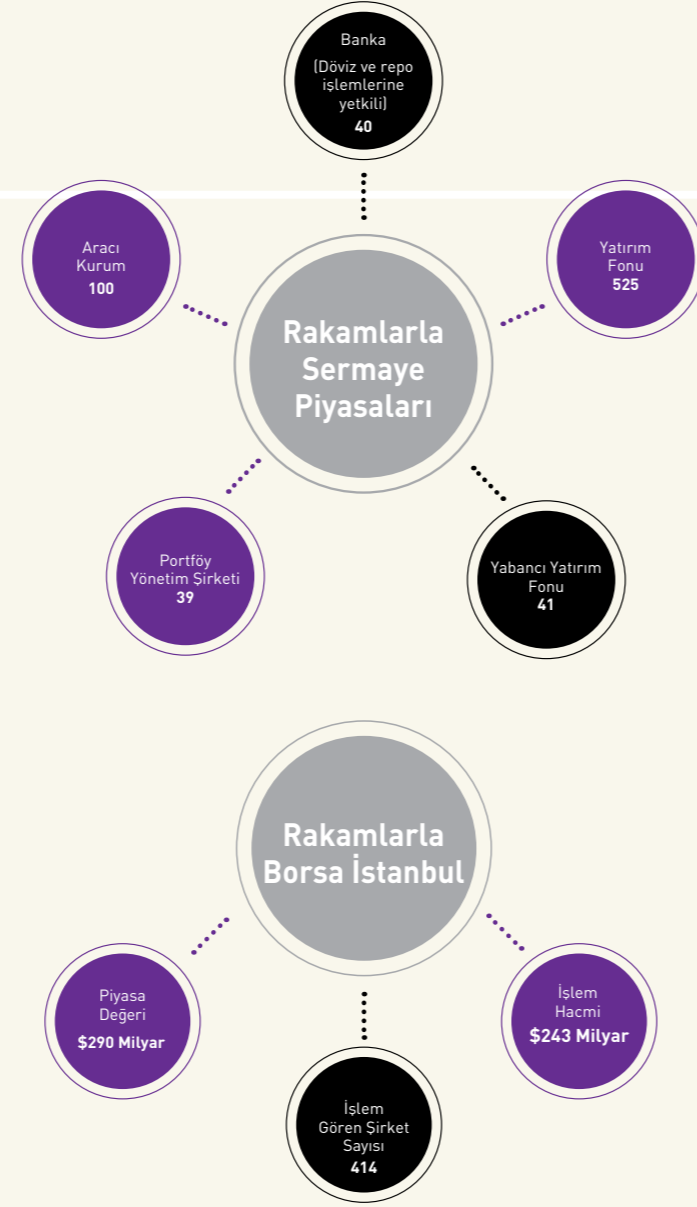 Banka
(Döviz ve repo
işlemlerine
yetkili)
40
Aracı
Kurum
100
Yatırım
Fonu
525
Rakamlarla
Sermaye
Piyasaları
Portföy
Yönetim Şirketi
39
Yabancı Yatırım
Fonu
41
Rakamlarla
Borsa İstanbul
Piyasa
Değeri
$290 Milyar
İşlem
Hacmi
$243 Milyar
İşlem
Gören Şirket
Sayısı
414